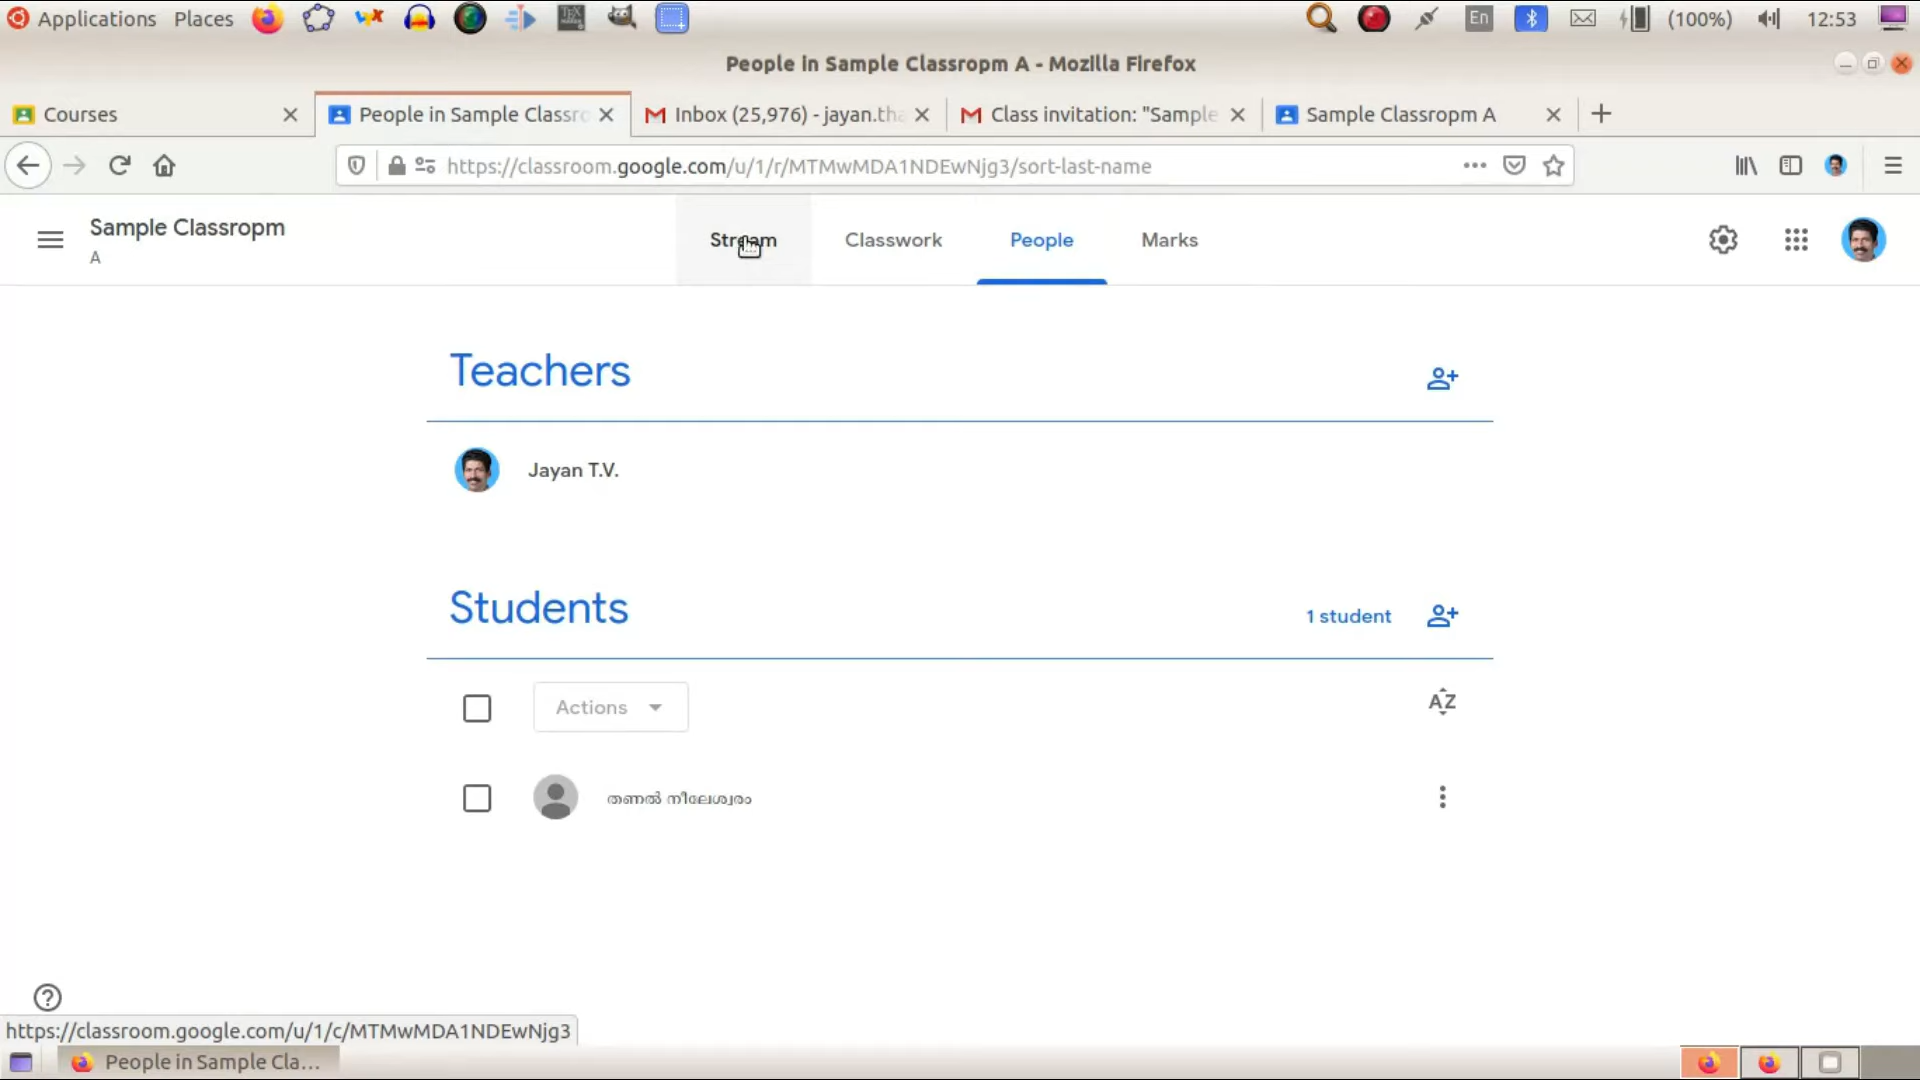 Applications Places En (100%) 12:53
People in Sample Classropm A - Mozilla Firefox
Courses People in Sample Classro Inbox (25,976) - jayan.tha Class invitation: "Sample Sample Classropm A
https://classroom.google.com/u/1/r/MTMwMDA1NDEwNjg3/sort-last-name
Sample Classropm
A
Stream Classwork People Marks
Teachers
Jayan T.V.
Students 1 student
Actions AZ
തണൽ നീലേശ്വരം
https://classroom.google.com/u/1/c/MTMwMDA1NDEwNjg3
People in Sample Cla...